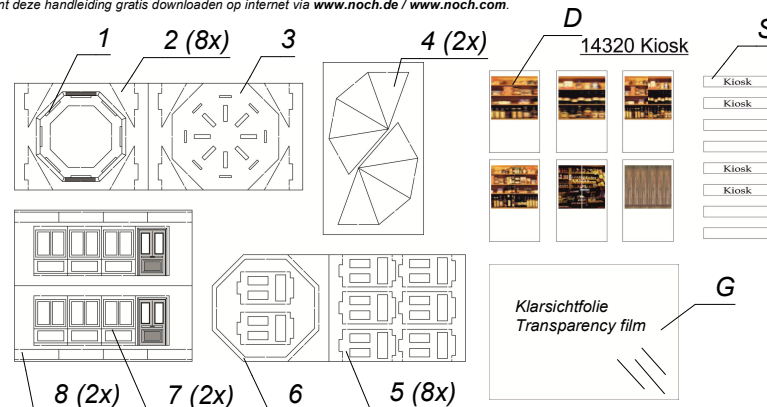 nt deze handleiding gratis downloaden op internet via www.noch.de / www.noch.com.
1
2 (8x)
3
4 (2x)
D
14320 Kiosk
S
Kiosk
Kiosk
Kiosk
Kiosk
G
Klarsichtfolie
Transparency film
8 (2x)
7 (2x)
6
5 (8x)